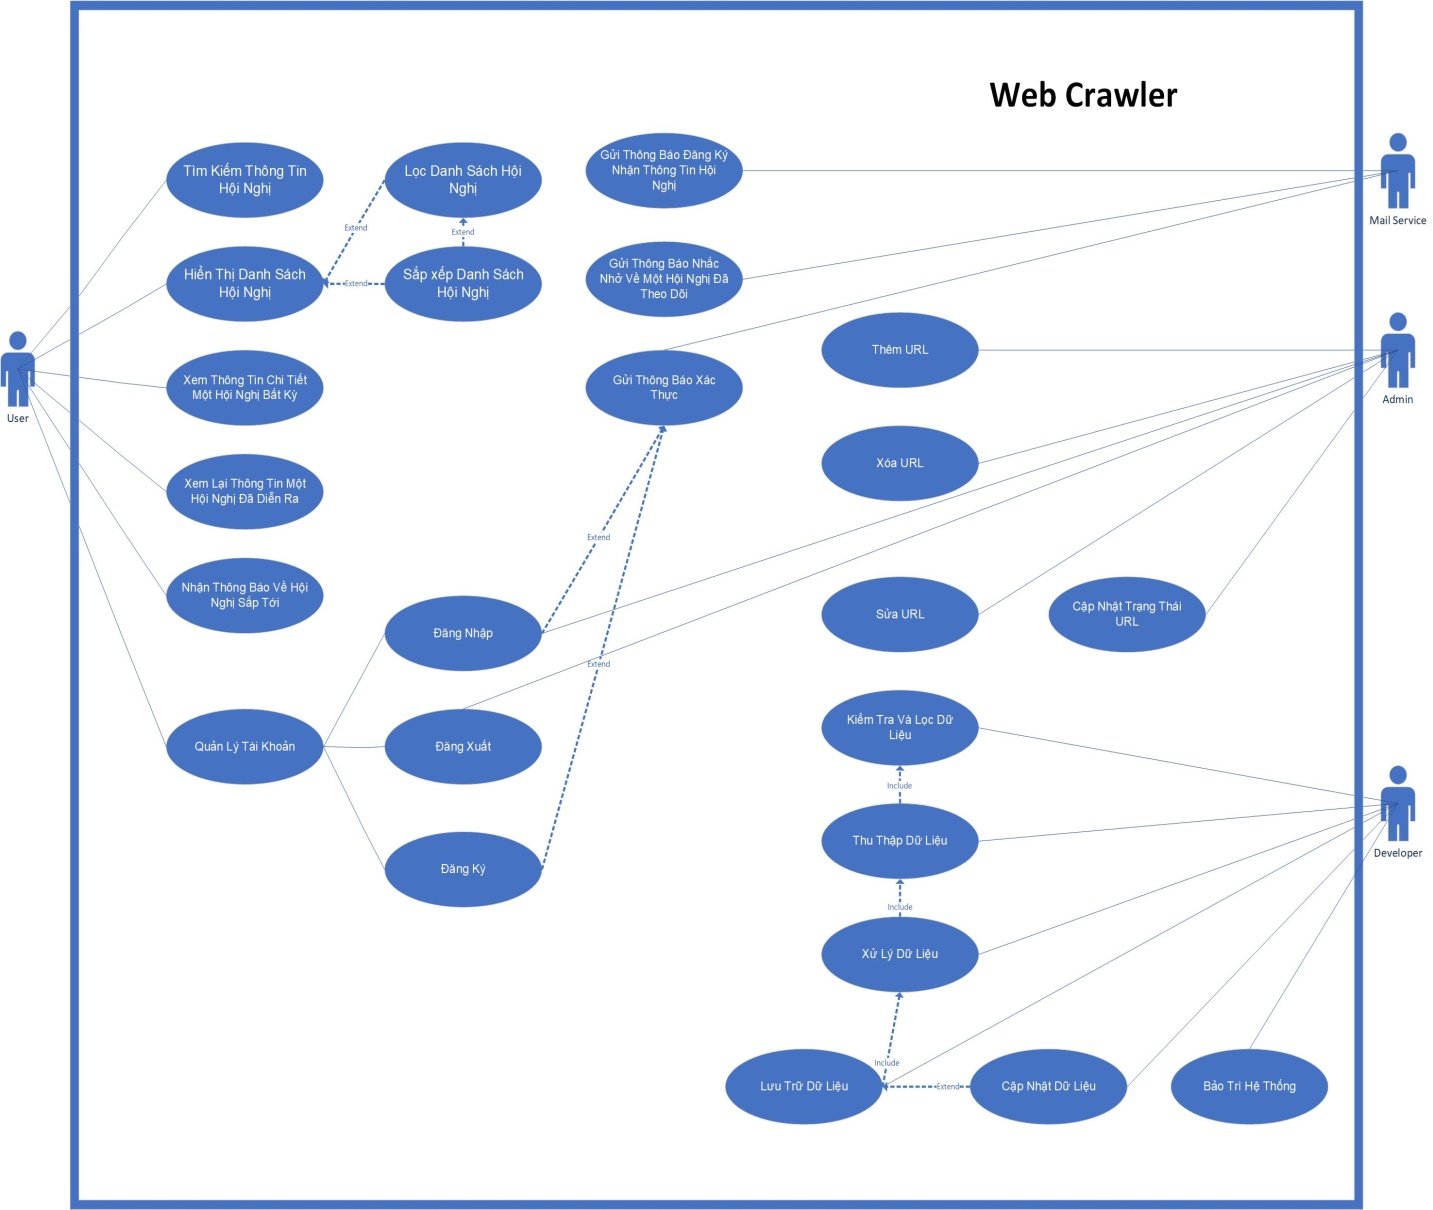 Web Crawler
Tìm Kiếm Thông Tin
Hội Nghị
Lọc Danh Sách Hội
Nghị
Gửi Thông Báo Đăng Ký
Nhận Thông Tin Hội
Nghị
Mail Service
Extend
Extend
Hiển Thị Danh Sách
Hội Nghị
Extend
Sắp xếp Danh Sách
Hội Nghị
Gửi Thông Báo Nhắc
Nhở Về Một Hội Nghị Đã
Theo Dõi
Thêm URL
Admin
User
Xem Thông Tin Chi Tiết
Một Hội Nghị Bất Kỳ
Gửi Thông Báo Xác
Thực
Xóa URL
Xem Lại Thông Tin Một
Hội Nghị Đã Diễn Ra
Extend
Nhận Thông Báo Về Hội
Nghị Sắp Tới
Đăng Nhập
Sửa URL
Cập Nhật Trạng Thái
URL
Extend
Quản Lý Tài Khoản
Đăng Xuất
Kiểm Tra Và Lọc Dữ
Liệu
Include
Đăng Ký
Thu Thập Dữ Liệu
Developer
Include
Xử Lý Dữ Liệu
Include
Lưu Trữ Dữ Liệu
Extend
Cập Nhật Dữ Liệu
Bảo Trì Hệ Thống